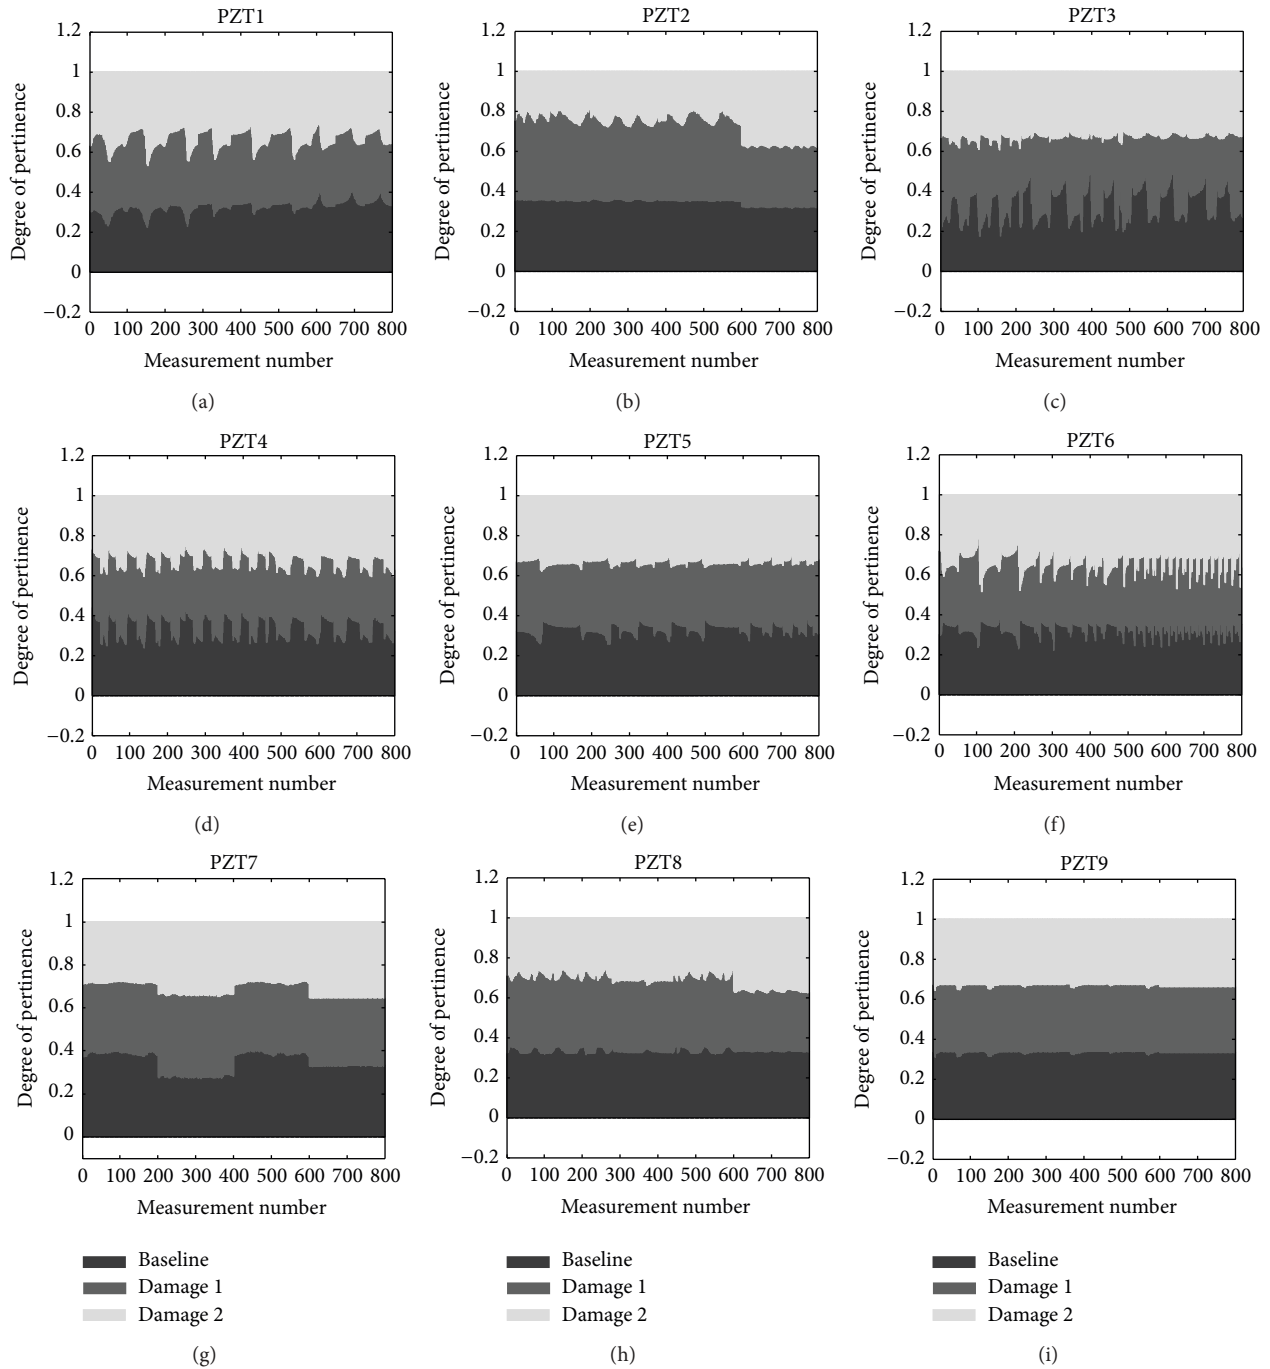 PZT1
1.2
1
0.8
0.6
0.4
0.2
0
−0.2
Degree of pertinence
0 100 200 300 400 500 600 700 800
Measurement number
(a)
PZT2
1.2
1
0.8
0.6
0.4
0.2
0
−0.2
Degree of pertinence
0 100 200 300 400 500 600 700 800
Measurement number
(b)
PZT3
1.2
1
0.8
0.6
0.4
0.2
0
−0.2
Degree of pertinence
0 100 200 300 400 500 600 700 800
Measurement number
(c)
PZT4
1.2
1
0.8
0.6
0.4
0.2
0
−0.2
Degree of pertinence
0 100 200 300 400 500 600 700 800
Measurement number
(d)
PZT5
1.2
1
0.8
0.6
0.4
0.2
0
−0.2
Degree of pertinence
0 100 200 300 400 500 600 700 800
Measurement number
(e)
PZT6
1.2
1
0.8
0.6
0.4
0.2
0
−0.2
Degree of pertinence
0 100 200 300 400 500 600 700 800
Measurement number
(f)
PZT7
1.2
1
0.8
0.6
0.4
0.2
0
Degree of pertinence
0 100 200 300 400 500 600 700 800
Measurement number
Baseline
Damage 1
Damage 2
(g)
PZT8
1.2
1
0.8
0.6
0.4
0.2
0
−0.2
Degree of pertinence
0 100 200 300 400 500 600 700 800
Measurement number
Baseline
Damage 1
Damage 2
(h)
PZT9
1.2
1
0.8
0.6
0.4
0.2
0
−0.2
Degree of pertinence
0 100 200 300 400 500 600 700 800
Measurement number
Baseline
Damage 1
Damage 2
(i)